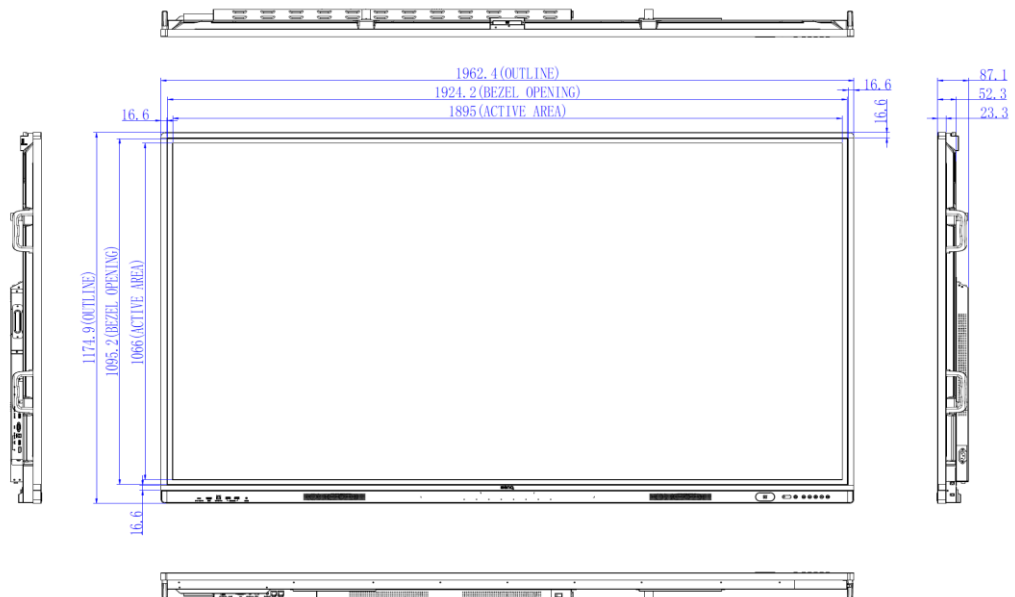 1962.4(OUTLINE)
1924.2(BEZEL OPENING)
1895(ACTIVE AREA)
16.6
16.6
16.6
87.1
52.3
23.3
1174.9(OUTLINE)
1095.2(BEZEL OPENING)
1066(ACTIVE AREA)
16.6
BenQ